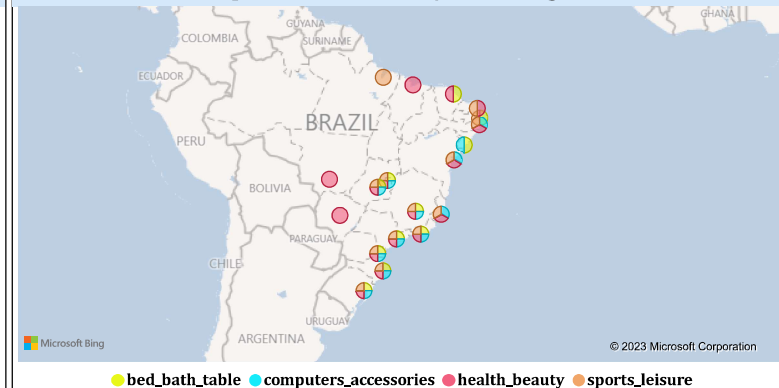 GUYANA
GHANA
COLOMBIA
SURINAME
ECUADOR
BRAZIL
PERU
BOLIVIA
PARAGUAY
CHILE
URUGUAY
ARGENTINA
Microsoft Bing
© 2023 Microsoft Corporation
bed_bath_table computers_accessories health_beauty sports_leisure